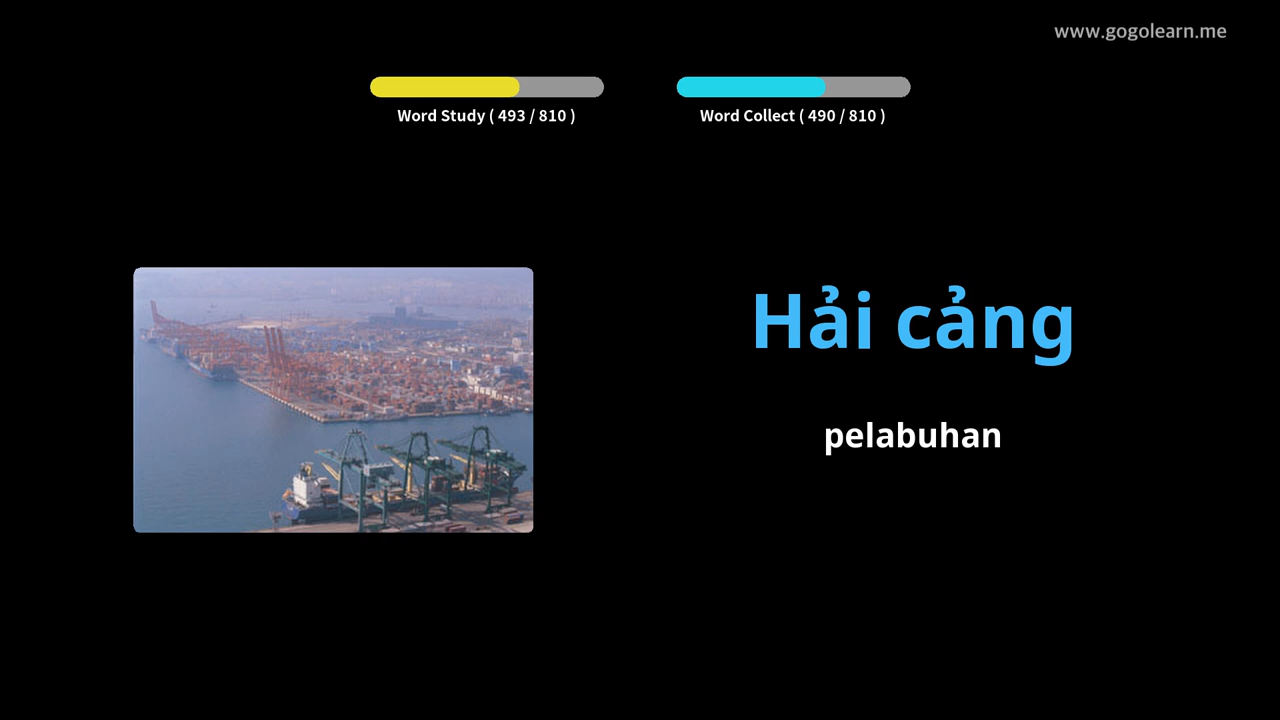 www.gogolearn.me
Word Study ( 493 / 810 )
Word Collect ( 490 / 810 )
Hải cảng
pelabuhan